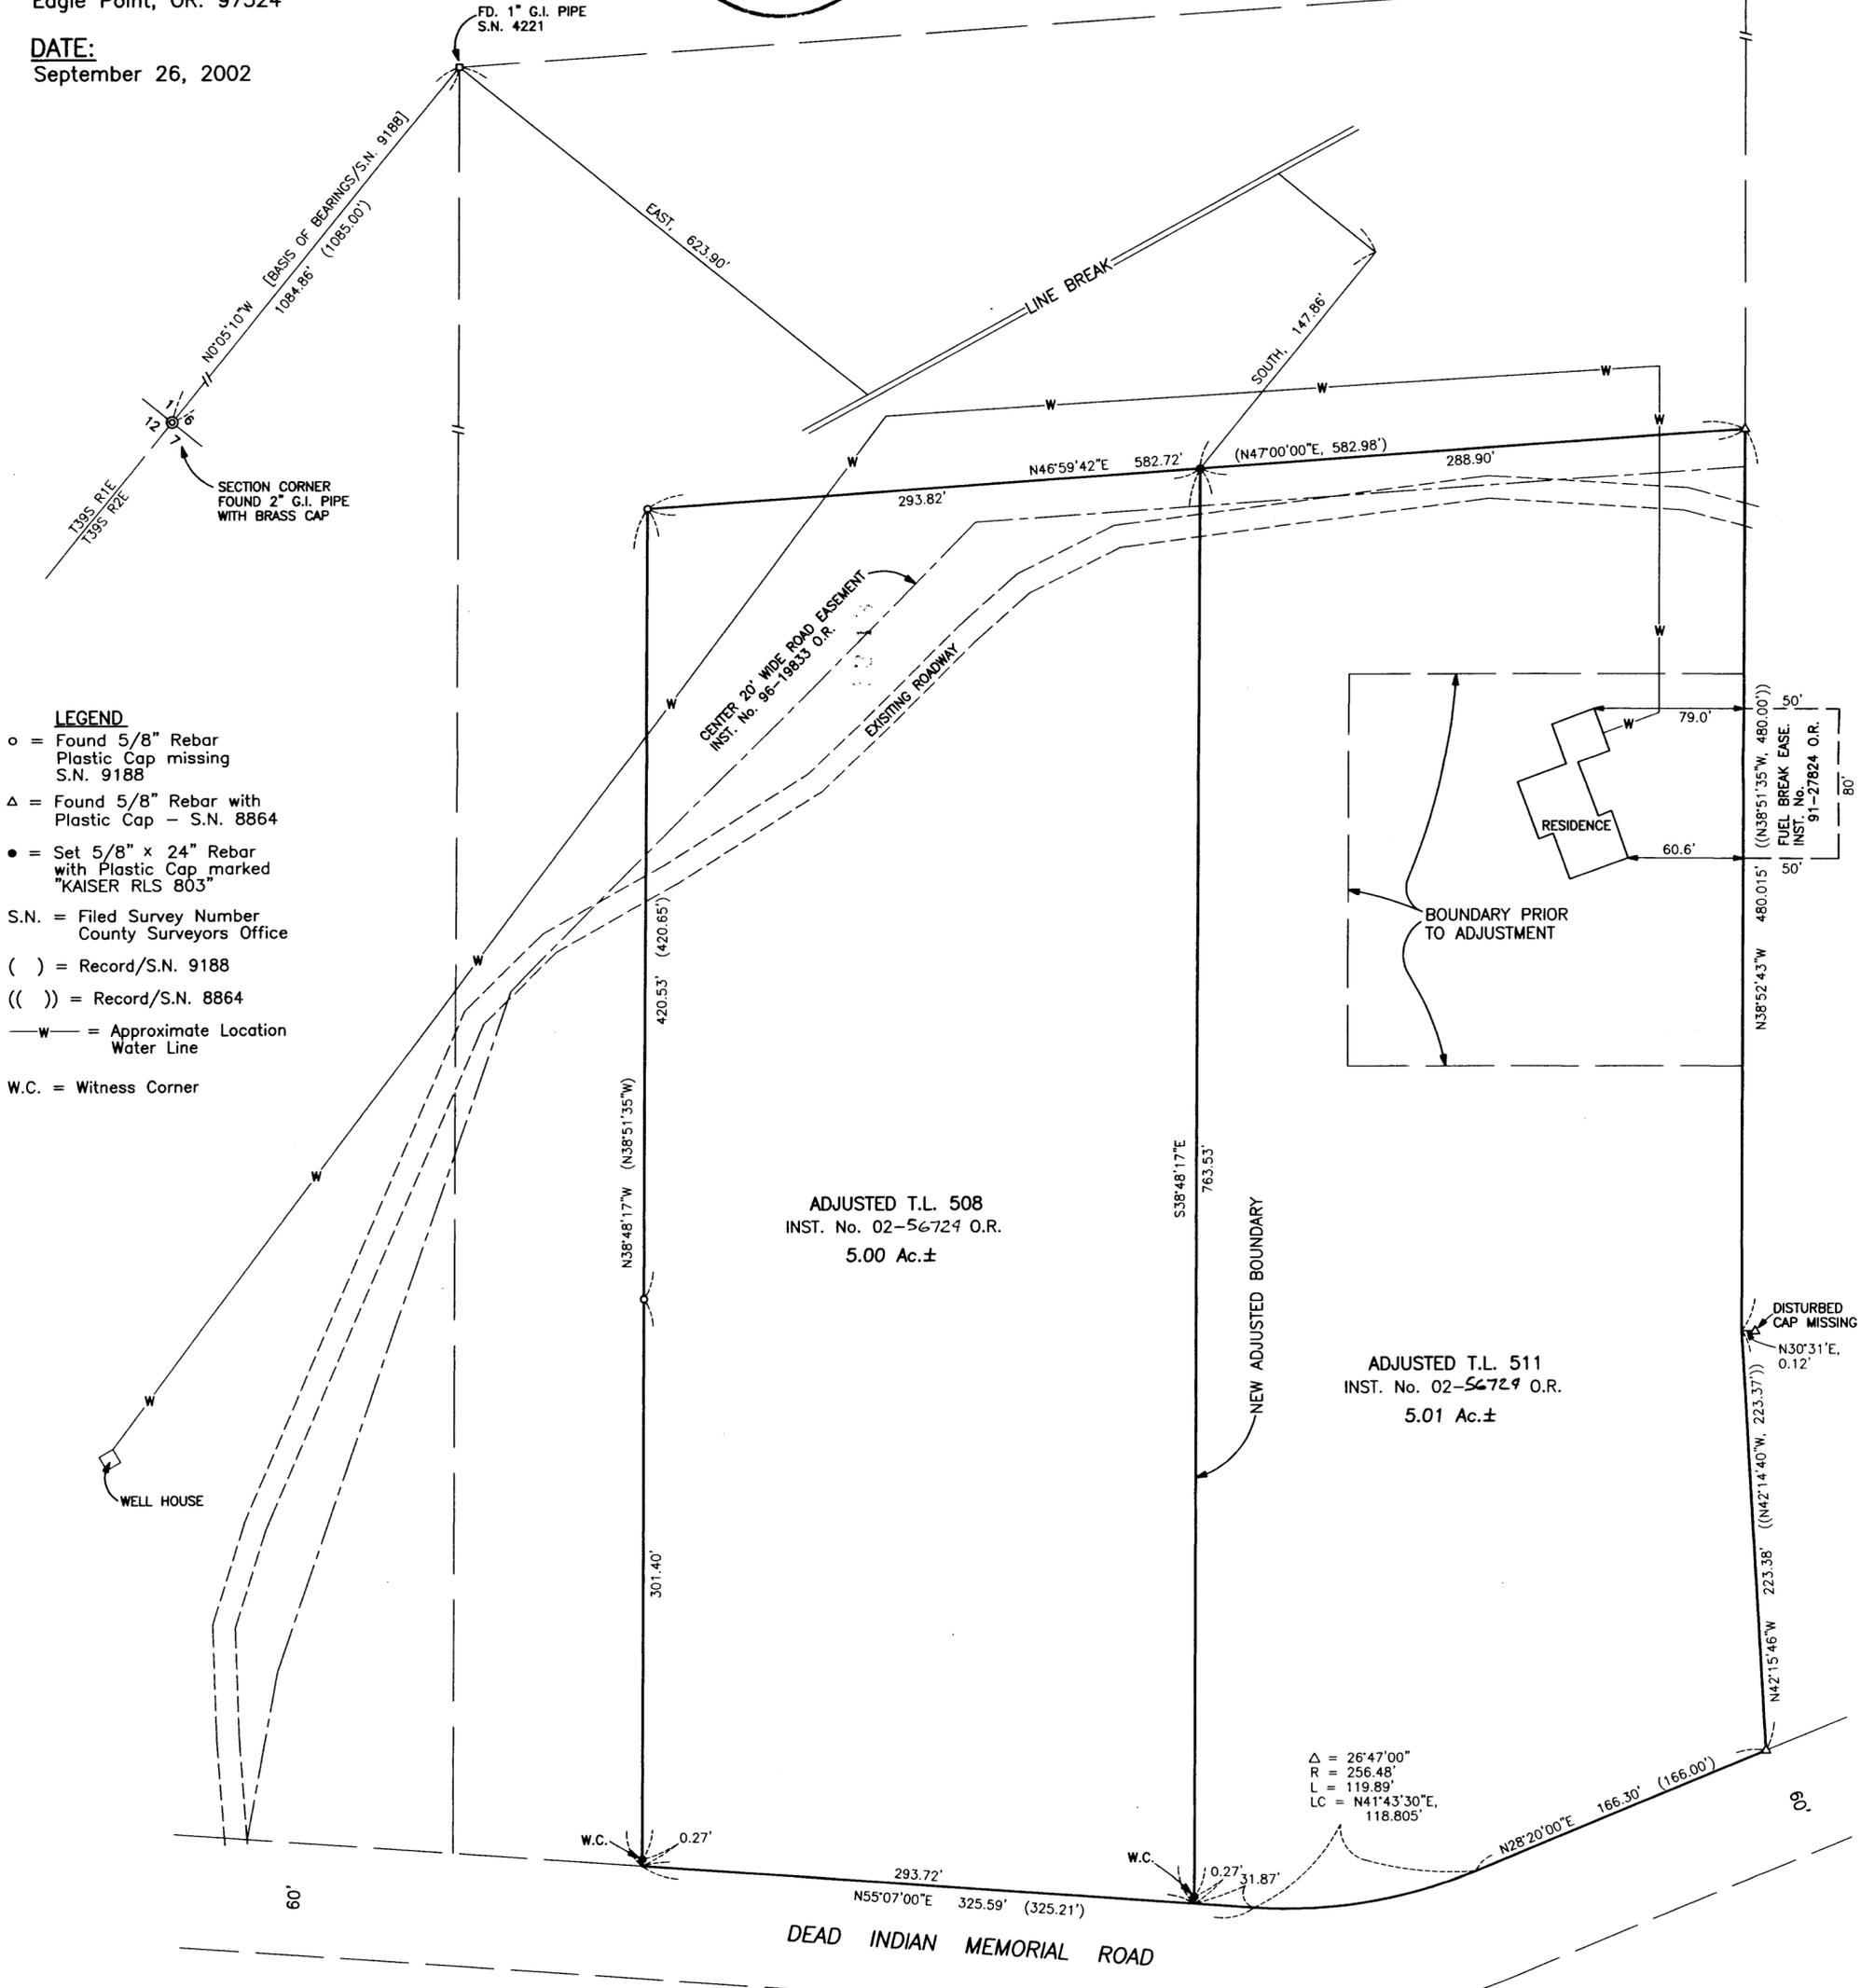 Eagle Point, OR. 97524
DATE:
September 26, 2002
FD. 1" G.I. PIPE
S.N. 4221
N0°05'10"W [BASIS OF BEARINGS/S.N. 9188]
1084.86' (1085.00')
EAST, 623.90'
LINE BREAK
SOUTH, 147.86'
1
6
12
7
SECTION CORNER
FOUND 2" G.I. PIPE
WITH BRASS CAP
T39S R1E
T39S R2E
W
W
W
W
W
W
W
W
W
W
W
W
N46°59'42"E 582.72' (N47°00'00"E, 582.98')
293.82'
288.90'
CENTER 20' WIDE ROAD EASEMENT
INST. No. 96-19833 O.R.
EXISITING ROADWAY
LEGEND
o = Found 5/8" Rebar
Plastic Cap missing
S.N. 9188
Δ = Found 5/8" Rebar with
Plastic Cap – S.N. 8864
● = Set 5/8" x 24" Rebar
with Plastic Cap marked
"KAISER RLS 803"
S.N. = Filed Survey Number
County Surveyors Office
( ) = Record/S.N. 9188
(( )) = Record/S.N. 8864
—W— = Approximate Location
Water Line
W.C. = Witness Corner
79.0'
50'
RESIDENCE
60.6'
50'
FUEL BREAK EASE.
INST. No.
91-27824 O.R.
80'
BOUNDARY PRIOR
TO ADJUSTMENT
N38°52'43"W 480.015' ((N38°51'35"W, 480.00'))
420.53' (420.65')
N38°48'17"W (N38°51'35"W)
301.40'
ADJUSTED T.L. 508
INST. No. 02-56729 O.R.
5.00 Ac.±
S38°48'17"E
763.53'
NEW ADJUSTED BOUNDARY
ADJUSTED T.L. 511
INST. No. 02-56729 O.R.
5.01 Ac.±
DISTURBED
CAP MISSING
N30°31'E,
0.12'
N42°15'46"W 223.38' ((N42°14'40"W, 223.37'))
WELL HOUSE
Δ = 26°47'00"
R = 256.48'
L = 119.89'
LC = N41°43'30"E,
118.805'
N28°20'00"E 166.30' (166.00')
60'
W.C.
0.27'
W.C.
0.27'
31.87'
293.72'
N55°07'00"E 325.59' (325.21')
60'
DEAD INDIAN MEMORIAL ROAD